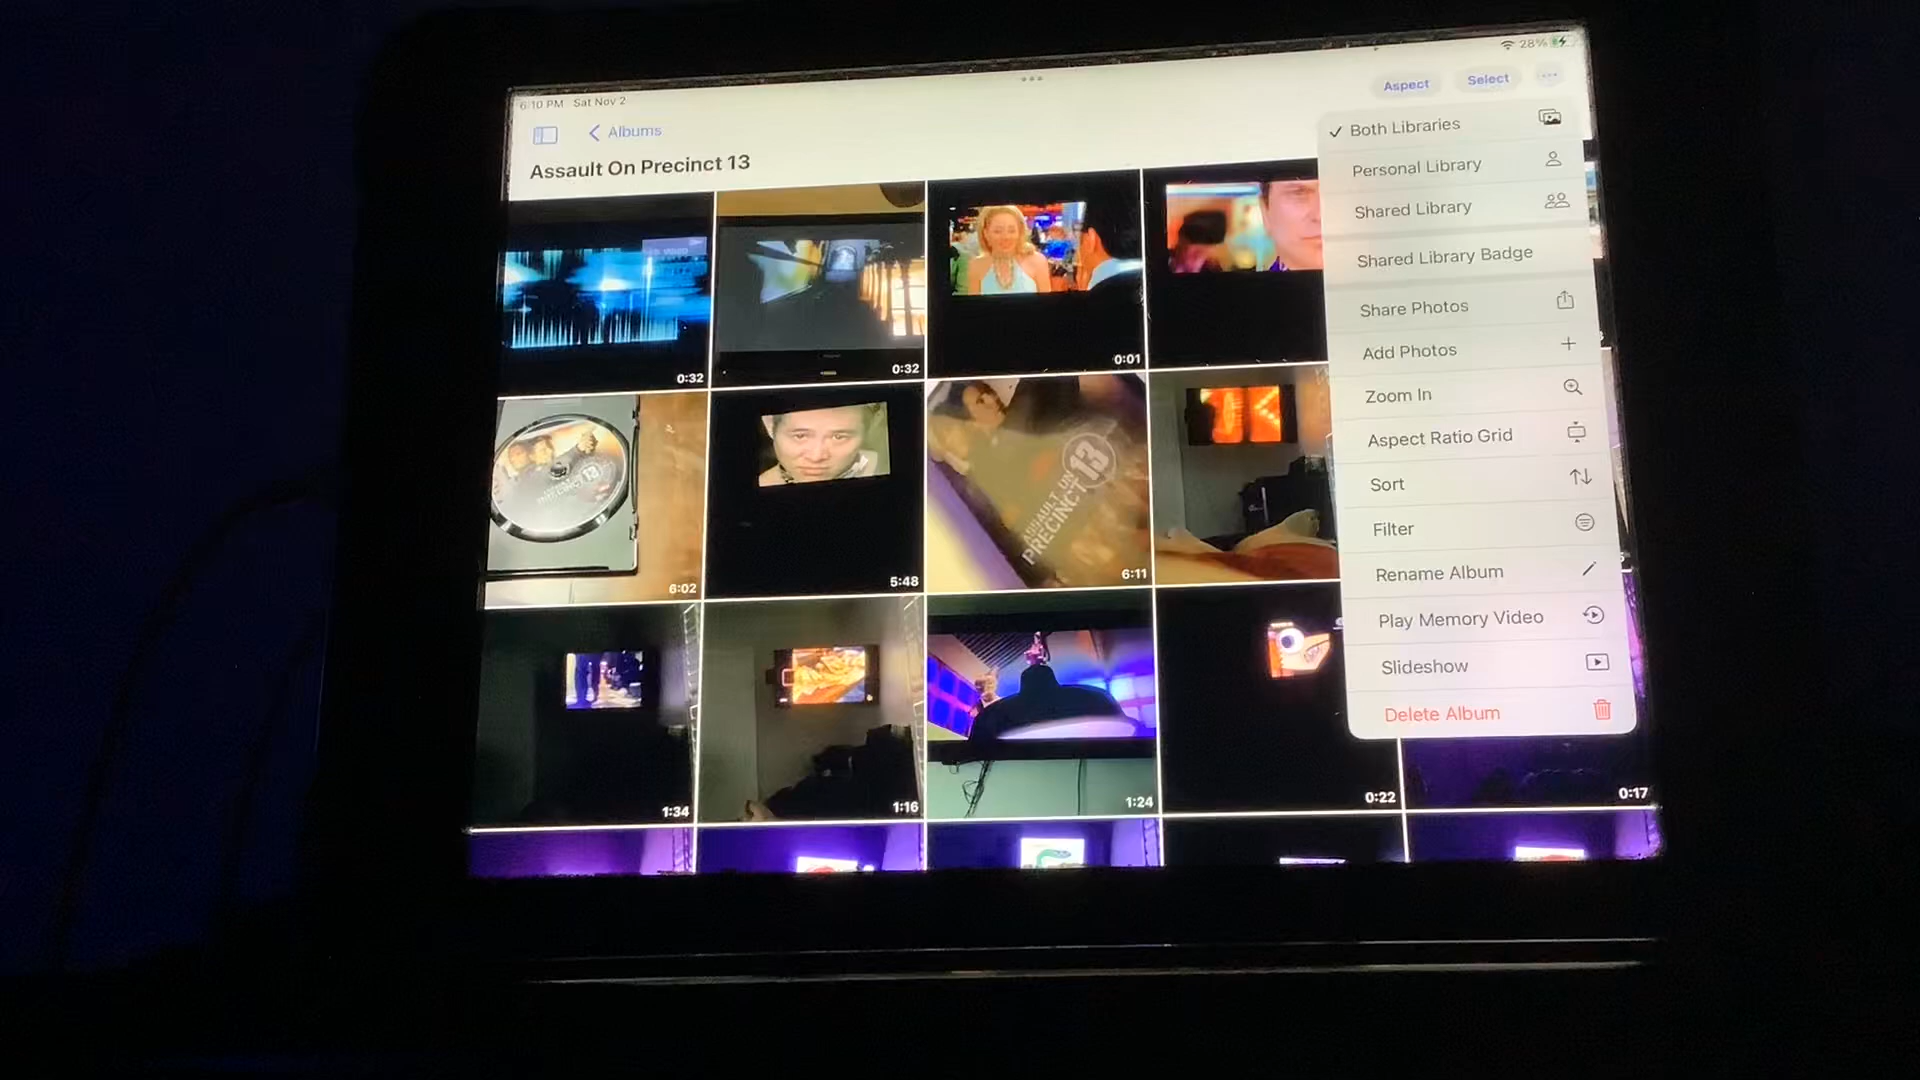 6:10 PM Sat Nov 2
28%
Aspect
Select
Albums
Assault On Precinct 13
Both Libraries
Personal Library
Shared Library
Shared Library Badge
Share Photos
Add Photos
Zoom In
Aspect Ratio Grid
Sort
Filter
Rename Album
Play Memory Video
Slideshow
Delete Album
0:32
0:32
0:01
PRECINCT 13
6:02
5:48
ASSAULT ON
PRECINCT
13
6:11
1:34
1:16
1:24
0:22
0:17